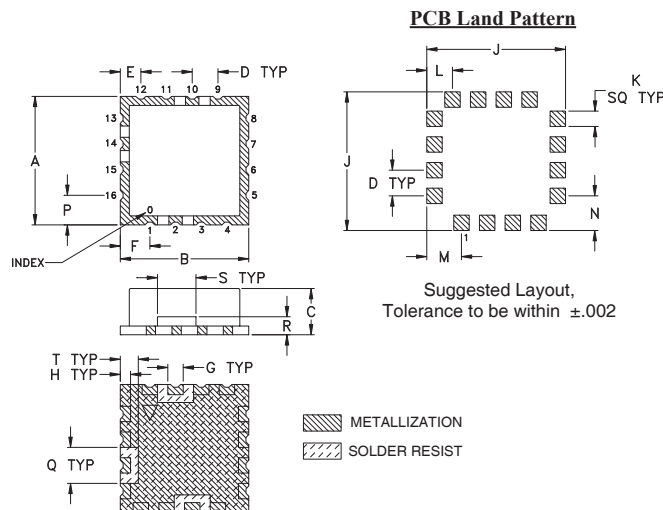 PCB Land Pattern
E
D TYP
12 11 10 9
13
14
15
16
8
7
6
5
A
P
O
1 2 3 4
F
B
INDEX
J
L
K
SQ TYP
J
D TYP
N
M
1
Suggested Layout,
Tolerance to be within ±.002
S TYP
C
R
T TYP
H TYP
G TYP
Q TYP
METALLIZATION
SOLDER RESIST